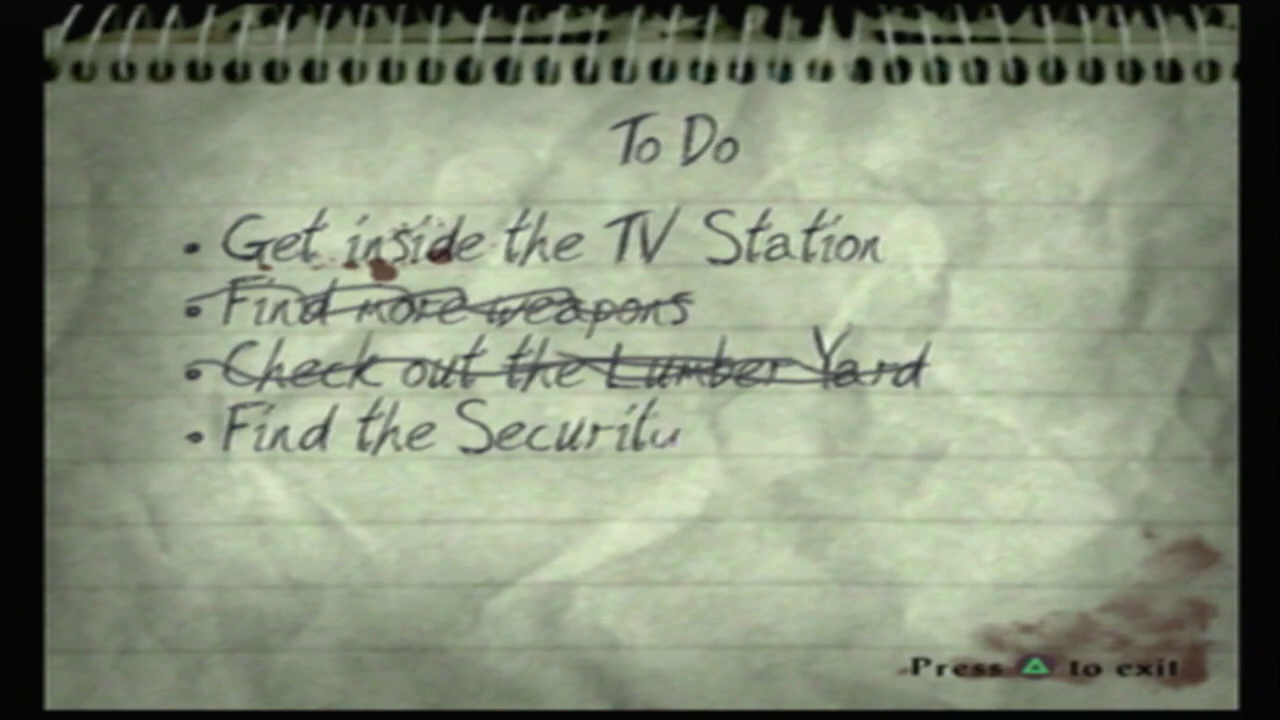 To Do
• Get inside the TV Station
• Find more weapons
• Check out the Lumber Yard
• Find the Security
Press △ to exit